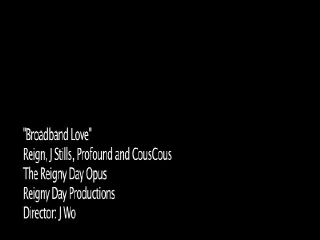 "Broadband Love"
Reign, J Stills, Profound and CousCous
The Reigny Day Opus
Reigny Day Productions
Director: J Wo